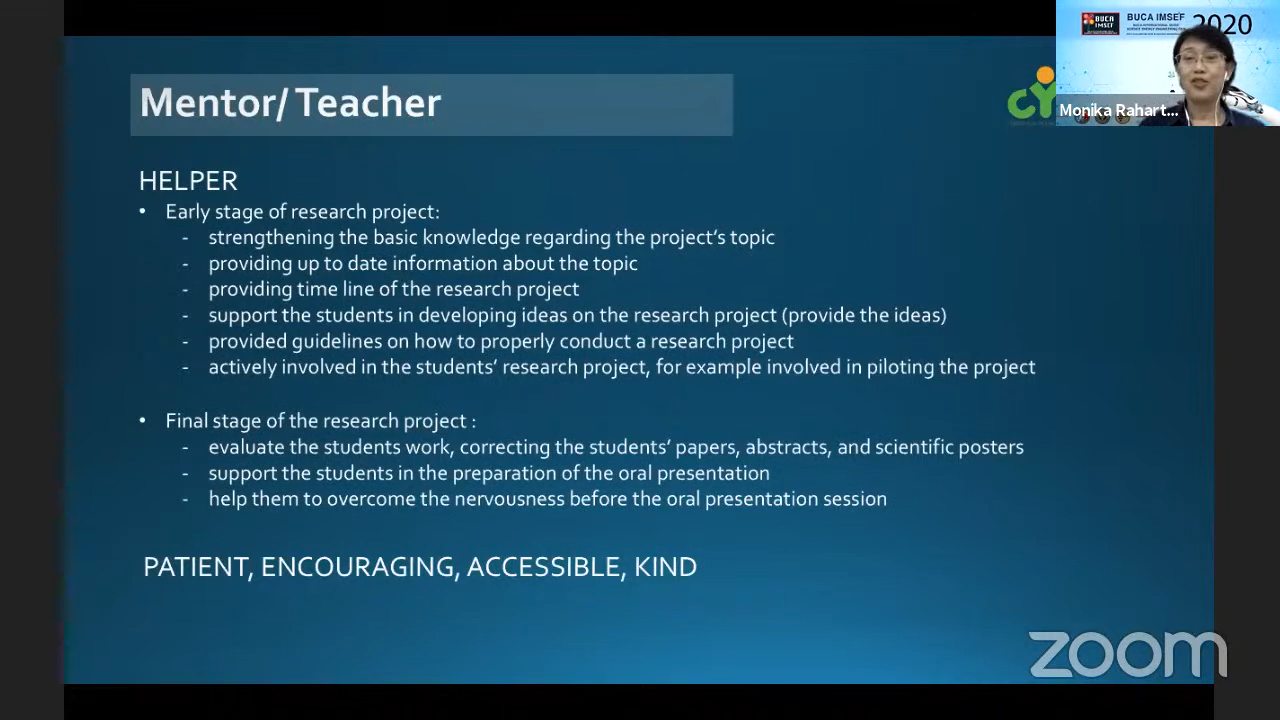 BUCA IMSEF
2020
BUCA
IMSEF
Monika Rahart...
Mentor/ Teacher
CY
HELPER
• Early stage of research project:
- strengthening the basic knowledge regarding the project's topic
- providing up to date information about the topic
- providing time line of the research project
- support the students in developing ideas on the research project (provide the ideas)
- provided guidelines on how to properly conduct a research project
- actively involved in the students' research project, for example involved in piloting the project
• Final stage of the research project :
- evaluate the students work, correcting the students' papers, abstracts, and scientific posters
- support the students in the preparation of the oral presentation
- help them to overcome the nervousness before the oral presentation session
PATIENT, ENCOURAGING, ACCESSIBLE, KIND
zoom